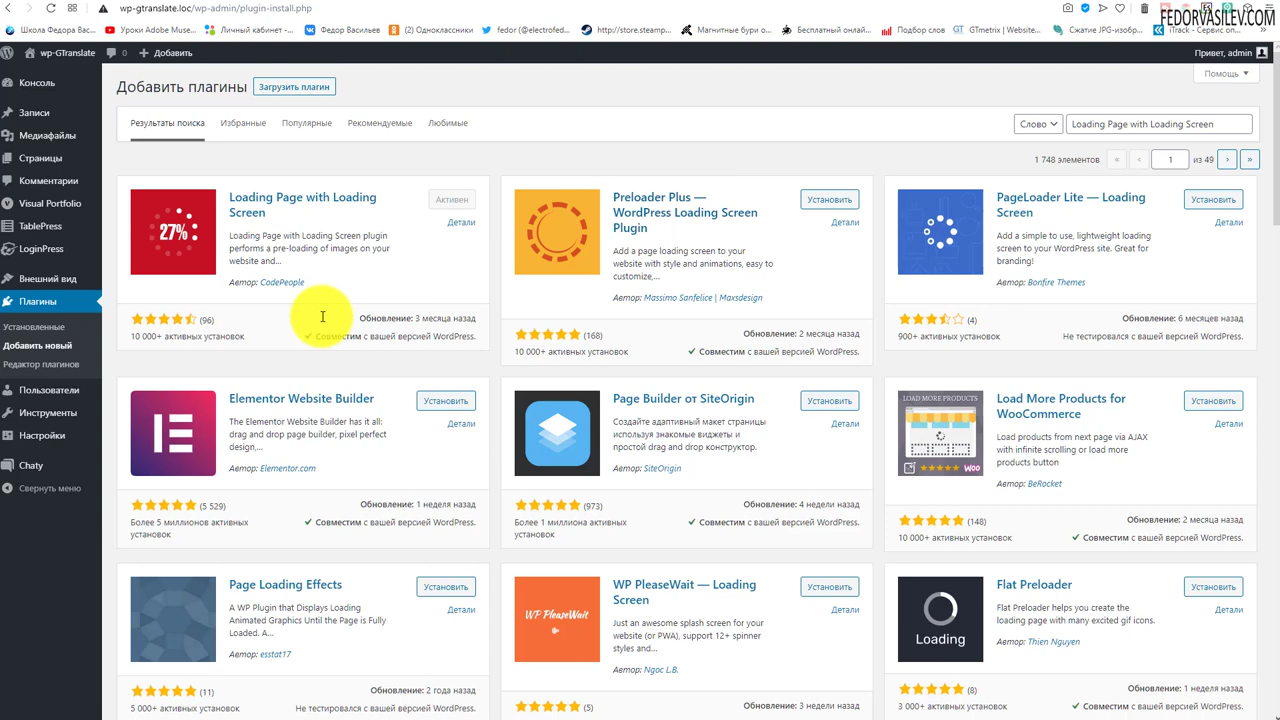 wp-gtranslate.loc/wp-admin/plugin-install.php
FEDORVASILEV.COM
Школа Федора Вас...
Уроки Adobe Muse...
Личный кабинет -...
Федор Васильев
(2) Одноклассники
fedor (@electrofed...
http://store.steamp...
Магнитные бури о...
Бесплатный онлай...
Подбор слов
GTmetrix | Website...
Сжатие JPG-изобр...
iTrack - Сервис оп...
wp-GTranslate
0
Добавить
Привет, admin
Консоль
Записи
Медиафайлы
Страницы
Комментарии
Visual Portfolio
TablePress
LoginPress
Внешний вид
Плагины
Установленные
Добавить новый
Редактор плагинов
Пользователи
Инструменты
Настройки
Chaty
Свернуть меню
Добавить плагины
Загрузить плагин
Помощь ▼
Результаты поиска
Избранные
Популярные
Рекомендуемые
Любимые
Слово
Loading Page with Loading Screen
1 748 элементов
«
‹
1
из 49
›
»
27%
Loading Page with Loading
Screen
Активен
Детали
Loading Page with Loading Screen plugin
performs a pre-loading of images on your
website and...
Автор: CodePeople
(96)
Обновление: 3 месяца назад
10 000+ активных установок
Совместим с вашей версией WordPress.
Preloader Plus —
WordPress Loading Screen
Plugin
Установить
Детали
Add a page loading screen to your
website with style and animations, easy to
customize,...
Автор: Massimo Sanfelice | Maxsdesign
(168)
Обновление: 2 месяца назад
10 000+ активных установок
Совместим с вашей версией WordPress.
PageLoader Lite — Loading
Screen
Установить
Детали
Add a simple to use, lightweight loading
screen to your WordPress site. Great for
branding!
Автор: Bonfire Themes
(4)
Обновление: 6 месяцев назад
900+ активных установок
Не тестировался с вашей версией WordPress.
Elementor Website Builder
Установить
Детали
The Elementor Website Builder has it all:
drag and drop page builder, pixel perfect
design,...
Автор: Elementor.com
(5 529)
Обновление: 1 неделя назад
Более 5 миллионов активных
установок
Совместим с вашей версией WordPress.
Page Builder от SiteOrigin
Установить
Детали
Создайте адаптивный макет страницы
используя знакомые виджеты и
простой drag and drop конструктор.
Автор: SiteOrigin
(973)
Обновление: 4 недели назад
Более 1 миллиона активных
установок
Совместим с вашей версией WordPress.
LOAD MORE PRODUCTS
WOO
Load More Products for
WooCommerce
Установить
Детали
Load products from next page via AJAX
with infinite scrolling or load more
products button
Автор: BeRocket
(148)
Обновление: 2 месяца назад
10 000+ активных установок
Совместим с вашей версией WordPress.
Page Loading Effects
Установить
Детали
A WP Plugin that Displays Loading
Animated Graphics Until the Page is Fully
Loaded. A...
Автор: esstat17
(11)
Обновление: 2 года назад
5 000+ активных установок
Не тестировался с вашей версией WordPress.
WP PleaseWait
WP PleaseWait — Loading
Screen
Установить
Детали
Just an awesome splash screen for your
website (or PWA), support 12+ spinner
styles and...
Автор: Ngoc L.B.
(5)
Обновление: 3 недели назад
Loading
Flat Preloader
Установить
Детали
Flat Preloader helps you create the
loading page with many excited gif icons.
Автор: Thien Nguyen
(8)
Обновление: 1 неделя назад
3 000+ активных установок
Совместим с вашей версией WordPress.